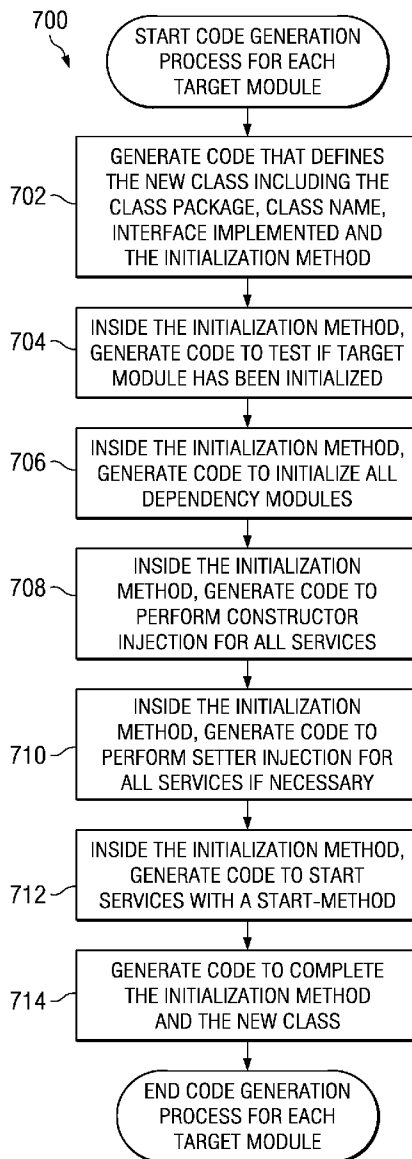 700
START CODE GENERATION
PROCESS FOR EACH
TARGET MODULE
702
GENERATE CODE THAT DEFINES
THE NEW CLASS INCLUDING THE
CLASS PACKAGE, CLASS NAME,
INTERFACE IMPLEMENTED AND
THE INITIALIZATION METHOD
704
INSIDE THE INITIALIZATION METHOD,
GENERATE CODE TO TEST IF TARGET
MODULE HAS BEEN INITIALIZED
706
INSIDE THE INITIALIZATION METHOD,
GENERATE CODE TO INITIALIZE ALL
DEPENDENCY MODULES
708
INSIDE THE INITIALIZATION
METHOD, GENERATE CODE TO
PERFORM CONSTRUCTOR
INJECTION FOR ALL SERVICES
710
INSIDE THE INITIALIZATION
METHOD, GENERATE CODE TO
PERFORM SETTER INJECTION FOR
ALL SERVICES IF NECESSARY
712
INSIDE THE INITIALIZATION METHOD,
GENERATE CODE TO START
SERVICES WITH A START-METHOD
714
GENERATE CODE TO COMPLETE
THE INITIALIZATION METHOD
AND THE NEW CLASS
END CODE GENERATION
PROCESS FOR EACH
TARGET MODULE